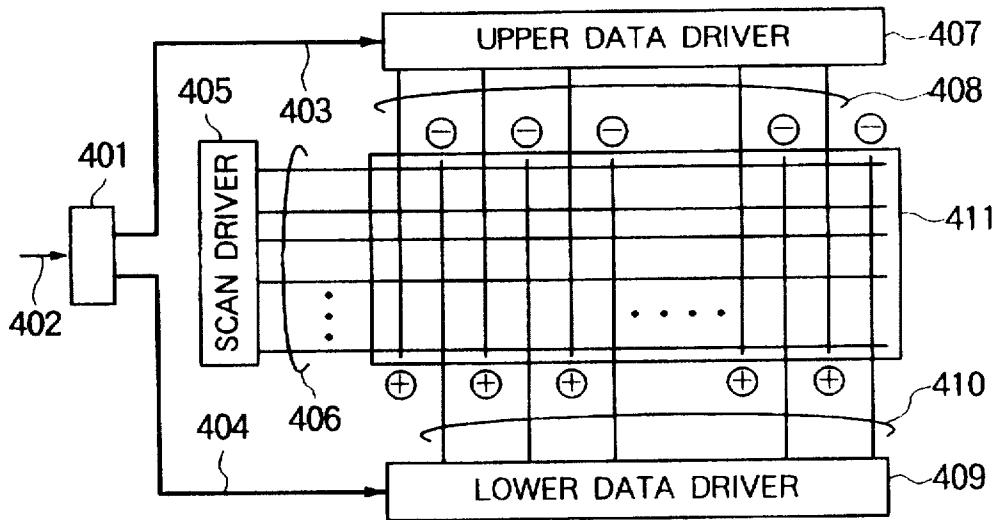 UPPER DATA DRIVER
407
403
405
408
− − − − −
401
SCAN DRIVER
411
402
406
+ + + + +
410
404
LOWER DATA DRIVER
409